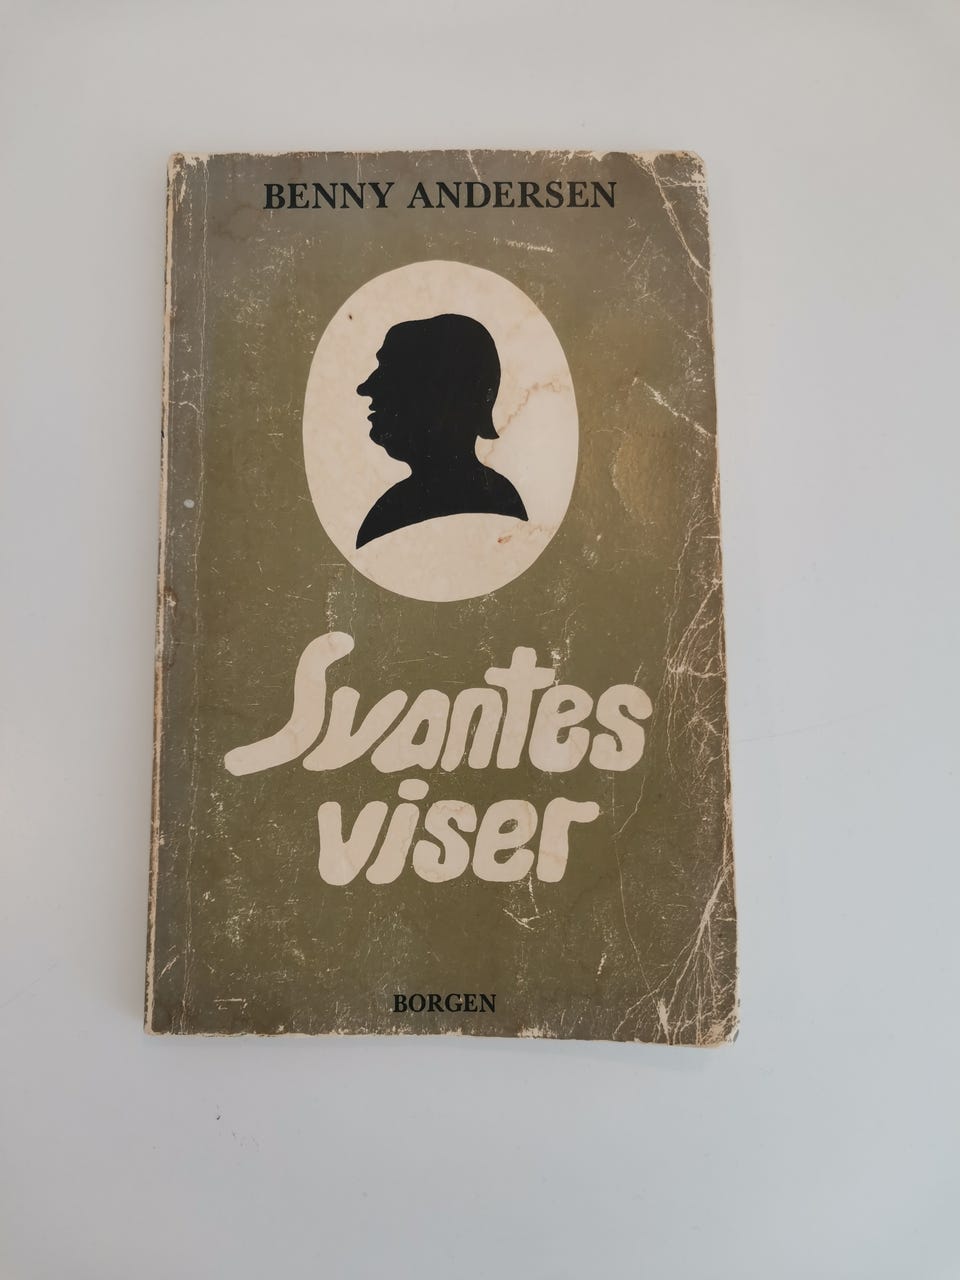 BENNY ANDERSEN
Svantes
viser
BORGEN